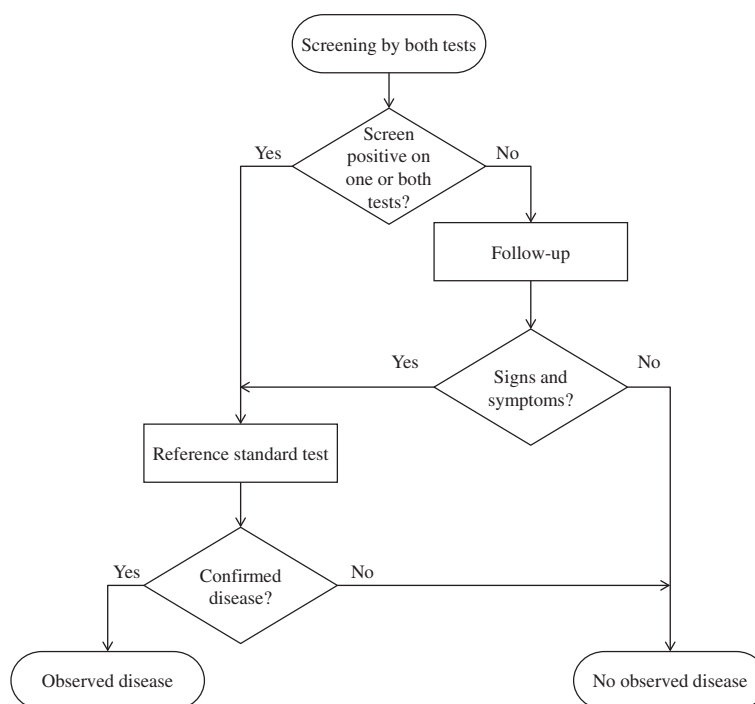 Screening by both tests
Screen
positive on
one or both
tests?
Yes
No
Follow-up
Signs and
symptoms?
Yes
No
Reference standard test
Confirmed
disease?
Yes
No
Observed disease
No observed disease